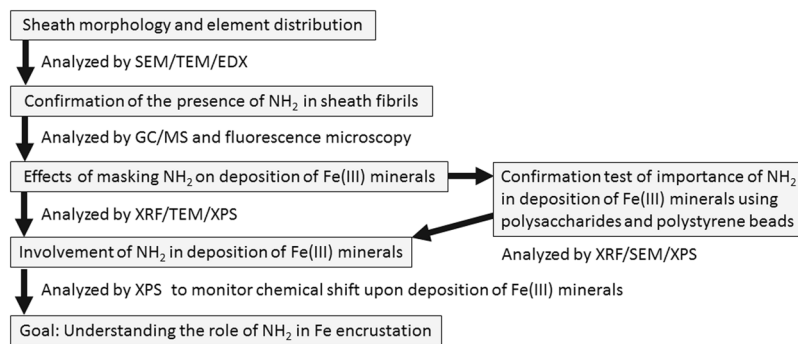 Sheath morphology and element distribution
Analyzed by SEM/TEM/EDX
Confirmation of the presence of NH₂ in sheath fibrils
Analyzed by GC/MS and fluorescence microscopy
Effects of masking NH₂ on deposition of Fe(III) minerals
Confirmation test of importance of NH₂
in deposition of Fe(III) minerals using
polysaccharides and polystyrene beads
Analyzed by XRF/TEM/XPS
Analyzed by XRF/SEM/XPS
Involvement of NH₂ in deposition of Fe(III) minerals
Analyzed by XPS to monitor chemical shift upon deposition of Fe(III) minerals
Goal: Understanding the role of NH₂ in Fe encrustation